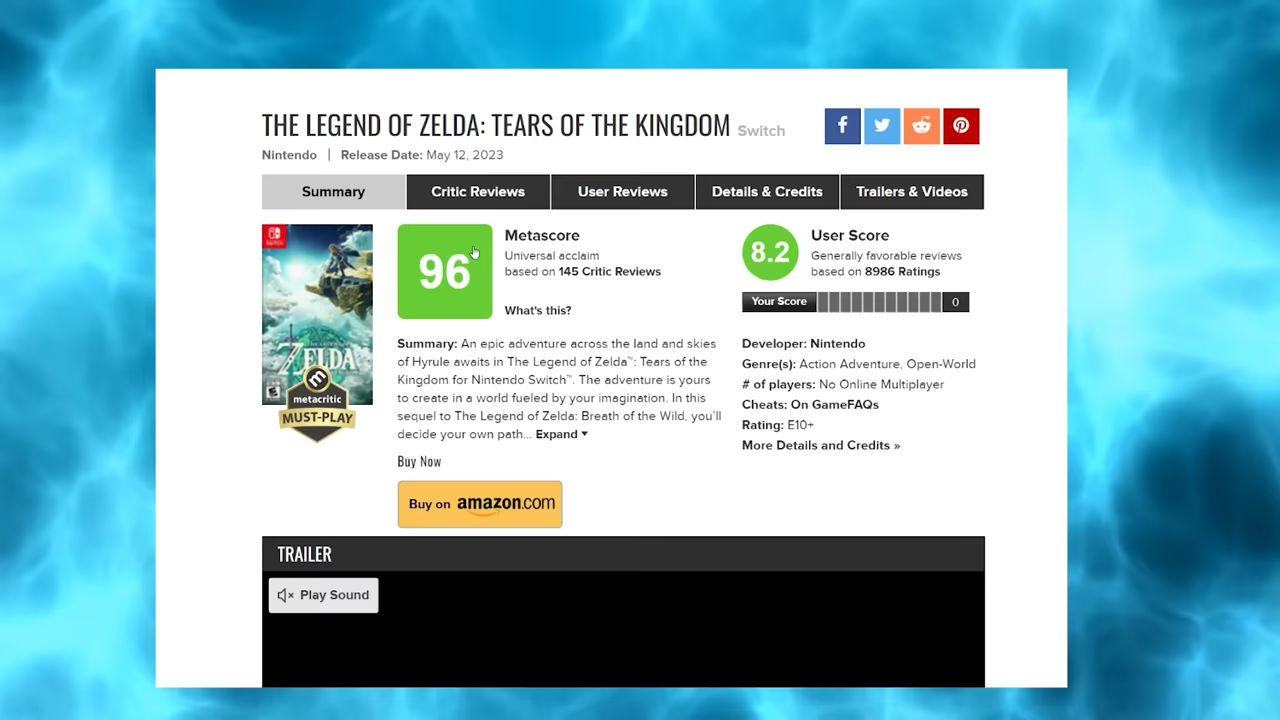 THE LEGEND OF ZELDA: TEARS OF THE KINGDOM Switch
Nintendo | Release Date: May 12, 2023
Summary
Critic Reviews
User Reviews
Details & Credits
Trailers & Videos
ZELDA
metacritic
MUST-PLAY
96
Metascore
Universal acclaim
based on 145 Critic Reviews
What's this?
Summary: An epic adventure across the land and skies
of Hyrule awaits in The Legend of Zelda™: Tears of the
Kingdom for Nintendo Switch™. The adventure is yours
to create in a world fueled by your imagination. In this
sequel to The Legend of Zelda: Breath of the Wild, you'll
decide your own path... Expand
Buy Now
Buy on amazon.com
8.2
User Score
Generally favorable reviews
based on 8986 Ratings
Your Score 0
Developer: Nintendo
Genre(s): Action Adventure, Open-World
# of players: No Online Multiplayer
Cheats: On GameFAQs
Rating: E10+
More Details and Credits »
TRAILER
Play Sound